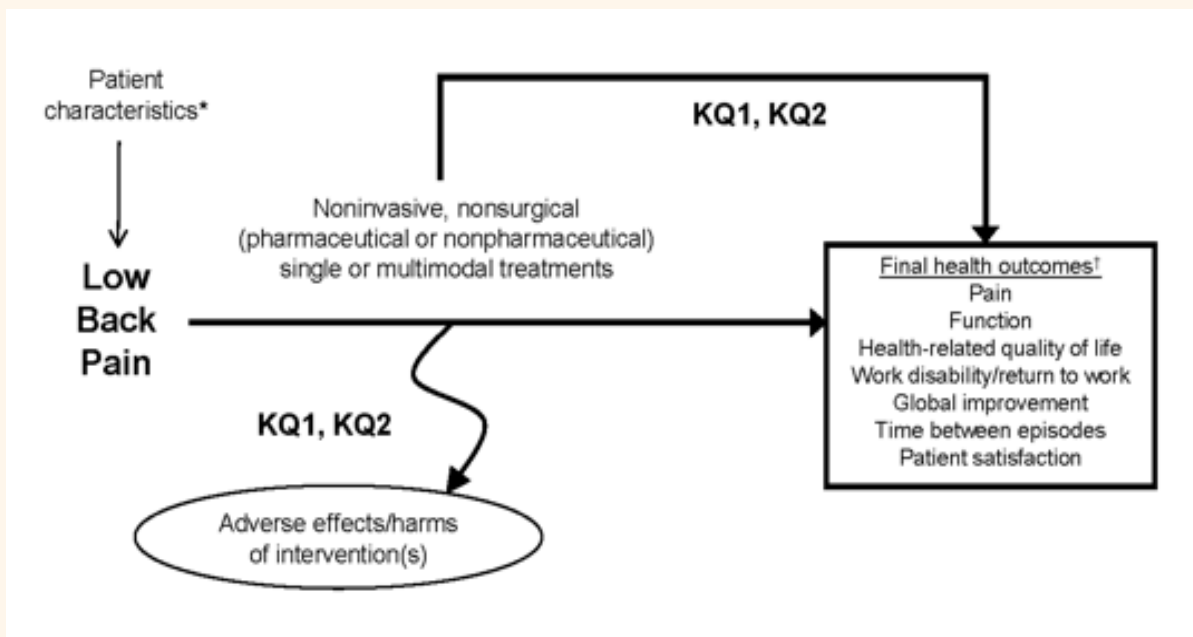 Patient
characteristics*
KQ1, KQ2
Noninvasive, nonsurgical
(pharmaceutical or nonpharmaceutical)
single or multimodal treatments
Low
Back
Pain
Final health outcomes†
Pain
Function
Health-related quality of life
Work disability/return to work
Global improvement
Time between episodes
Patient satisfaction
KQ1, KQ2
Adverse effects/harms
of intervention(s)